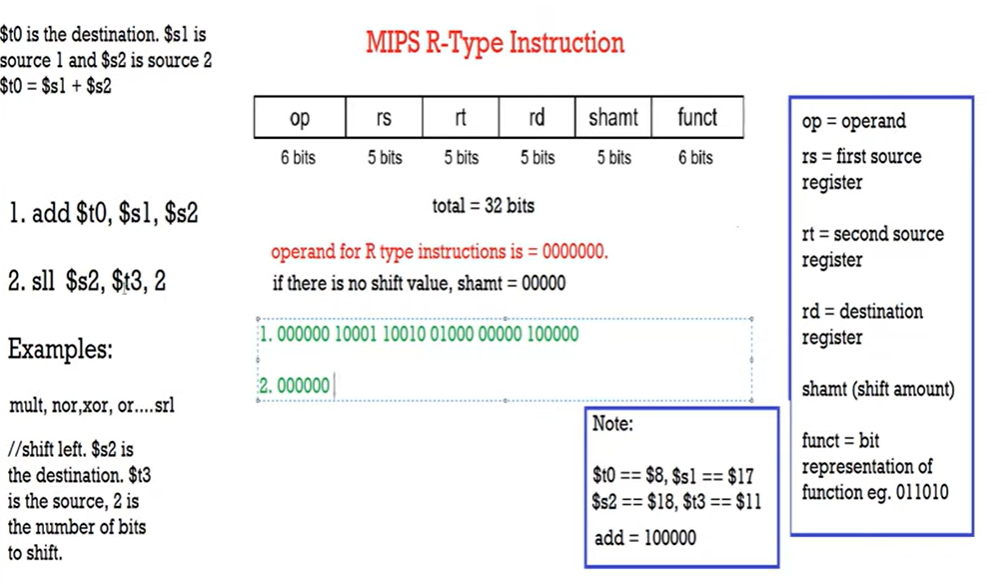 $t0 is the destination. $s1 is
source 1 and $s2 is source 2
$t0 = $s1 + $s2
MIPS R-Type Instruction
op rs rt rd shamt funct
6 bits 5 bits 5 bits 5 bits 5 bits 6 bits
total = 32 bits
1. add $t0, $s1, $s2
2. sll $s2, $t3, 2
operand for R type instructions is = 0000000.
if there is no shift value, shamt = 00000
1. 000000 10001 10010 01000 00000 100000
2. 000000
Examples:
mult, nor,xor, or....srl
//shift left. $s2 is
the destination. $t3
is the source, 2 is
the number of bits
to shift.
Note:
$t0 == $8, $s1 == $17
$s2 == $18, $t3 == $11
add = 100000
op = operand
rs = first source
register
rt = second source
register
rd = destination
register
shamt (shift amount)
funct = bit
representation of
function eg. 011010